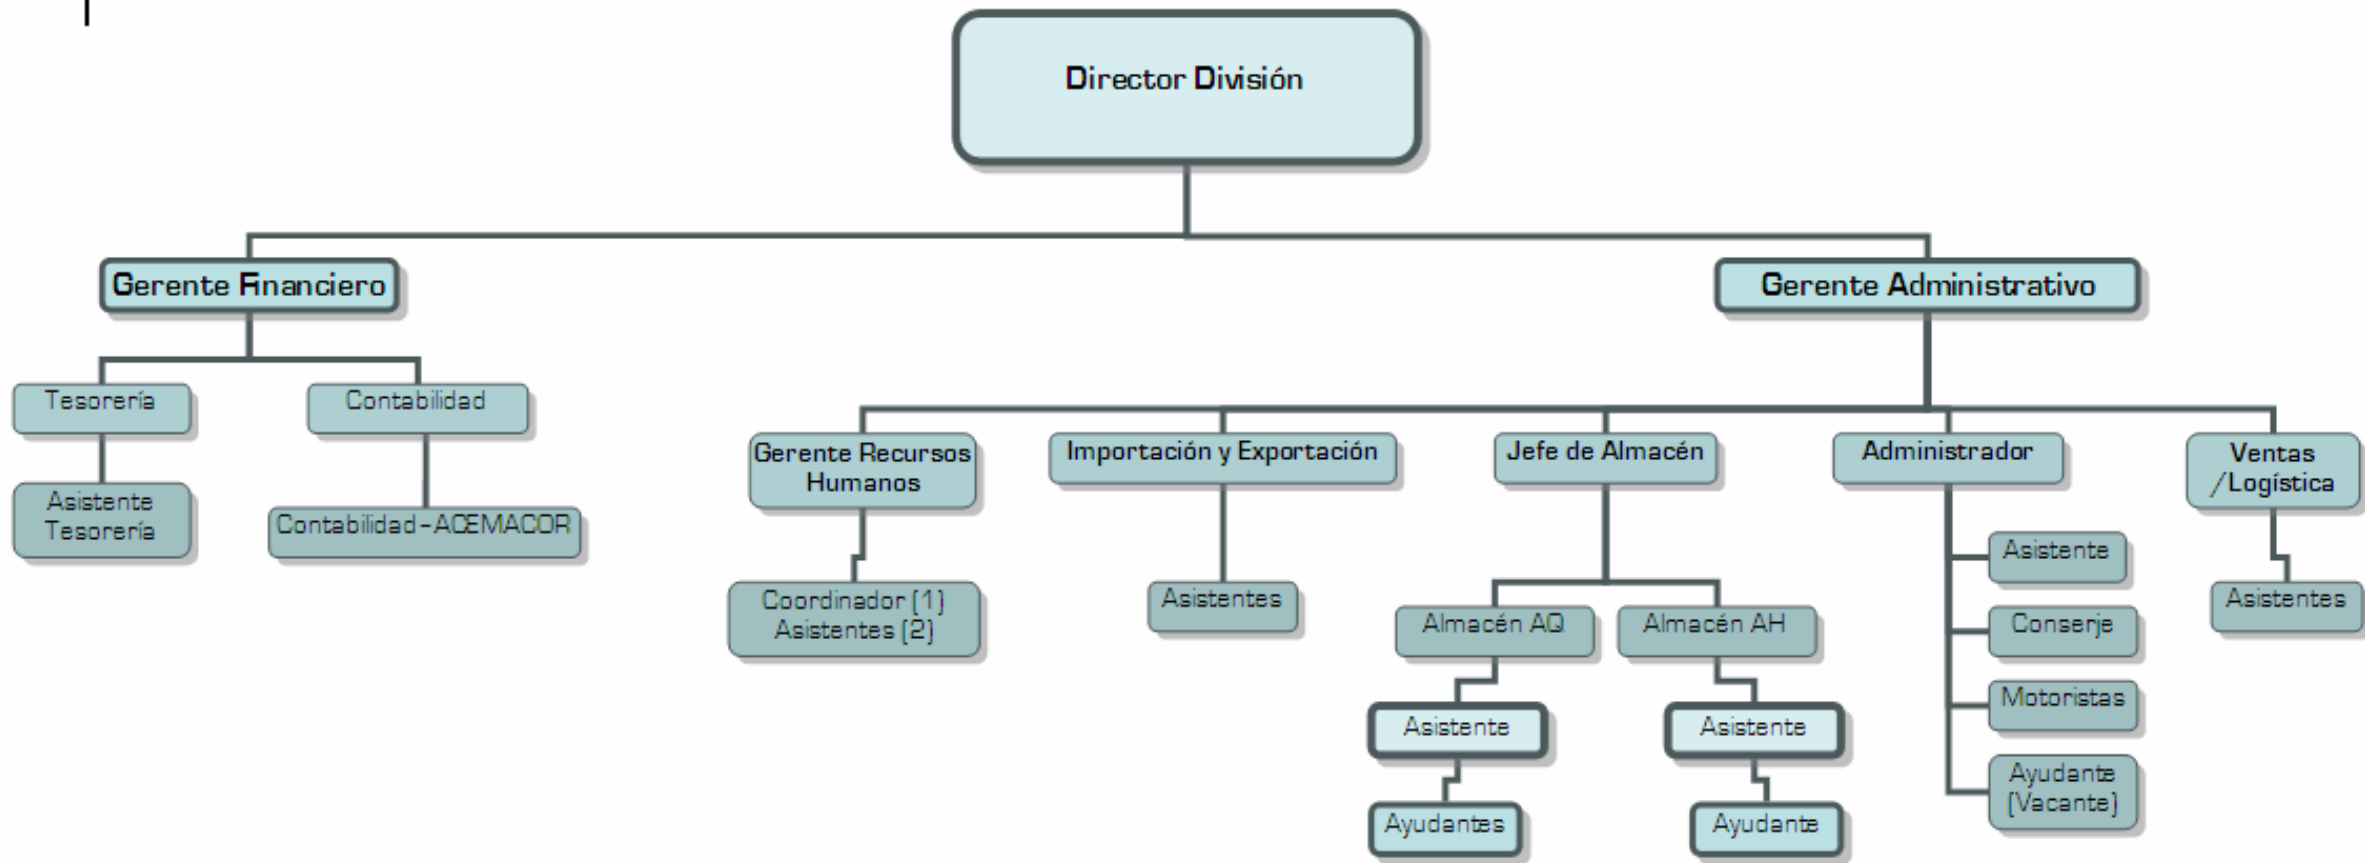 Director División
Gerente Financiero
Gerente Administrativo
Tesorería
Contabilidad
Gerente Recursos
Humanos
Importación y Exportación
Jefe de Almacén
Administrador
Ventas
/Logística
Asistente
Tesorería
Contabilidad-ACEMACOR
Coordinador (1)
Asistentes (2)
Asistentes
Almacén AQ
Almacén AH
Asistente
Asistente
Ayudantes
Ayudante
Asistente
Conserje
Motoristas
Ayudante
(Vacante)
Asistentes